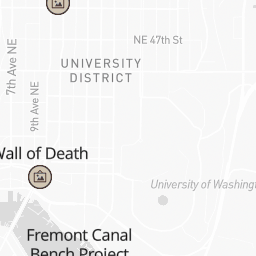 NE 47th St
UNIVERSITY
DISTRICT
7th Ave NE
9th Ave NE
Wall of Death
University of Washingt
Fremont Canal
Bench Project